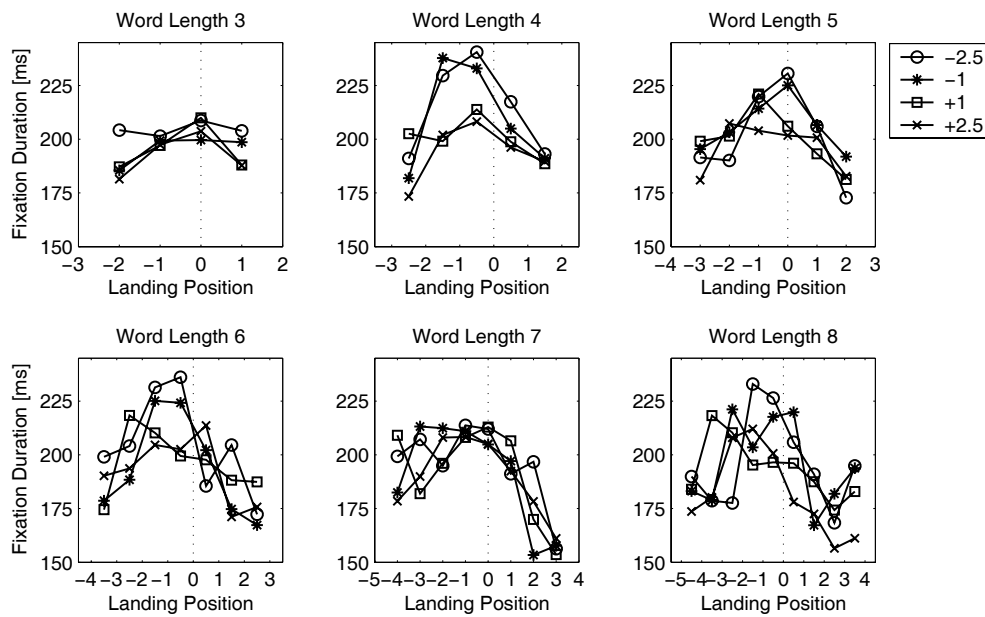 Word Length 3
Word Length 4
Word Length 5
Fixation Duration [ms]
225
200
175
150
−3 −2 −1 0 1 2
Landing Position
225
200
175
150
−3 −2 −1 0 1 2
Landing Position
225
200
175
150
−4 −3 −2 −1 0 1 2 3
Landing Position
−2.5
−1
+1
+2.5
Word Length 6
Word Length 7
Word Length 8
Fixation Duration [ms]
225
200
175
150
−4 −3 −2 −1 0 1 2 3
Landing Position
225
200
175
150
−5 −4 −3 −2 −1 0 1 2 3 4
Landing Position
225
200
175
150
−5 −4 −3 −2 −1 0 1 2 3 4
Landing Position